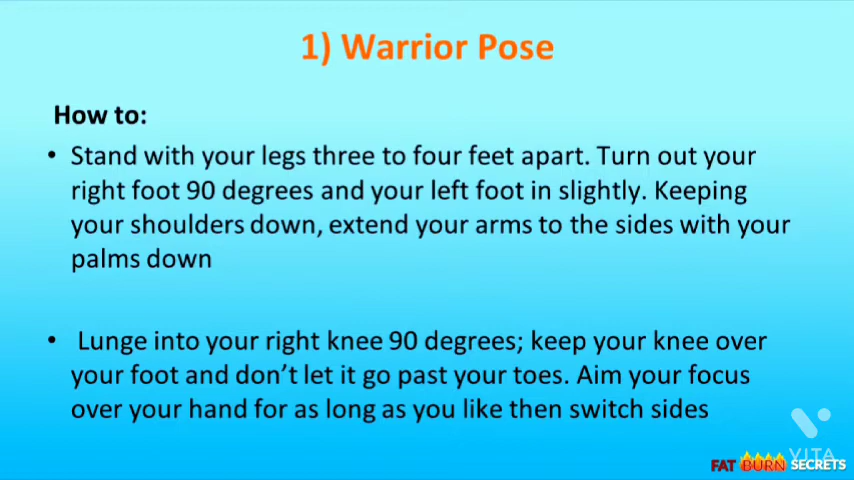 1) Warrior Pose
How to:
• Stand with your legs three to four feet apart. Turn out your
right foot 90 degrees and your left foot in slightly. Keeping
your shoulders down, extend your arms to the sides with your
palms down
• Lunge into your right knee 90 degrees; keep your knee over
your foot and don't let it go past your toes. Aim your focus
over your hand for as long as you like then switch sides
VITA
FAT BURN SECRETS